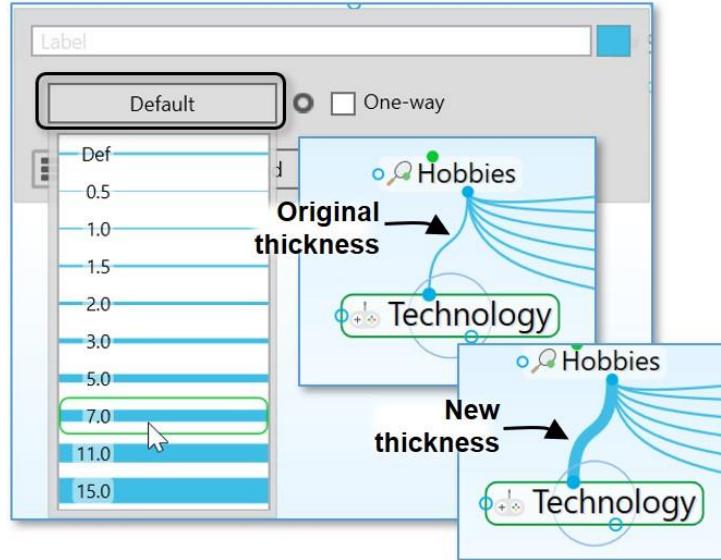 Label
Default
One-way
Def
0.5
1.0
1.5
2.0
3.0
5.0
7.0
11.0
15.0
Hobbies
Original
thickness
Technology
Hobbies
New
thickness
Technology